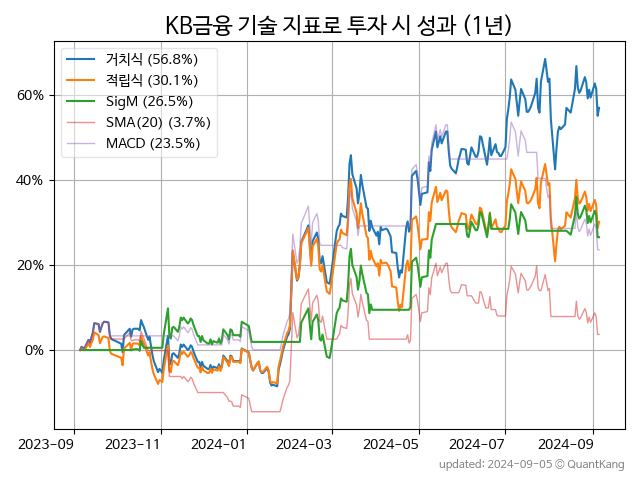 KB금융 기술 지표로 투자 시 성과 (1년)
거치식 (56.8%)
적립식 (30.1%)
SigM (26.5%)
SMA(20) (3.7%)
MACD (23.5%)
60%
40%
20%
0%
2023-09 2023-11 2024-01 2024-03 2024-05 2024-07 2024-09
updated: 2024-09-05 © QuantKang